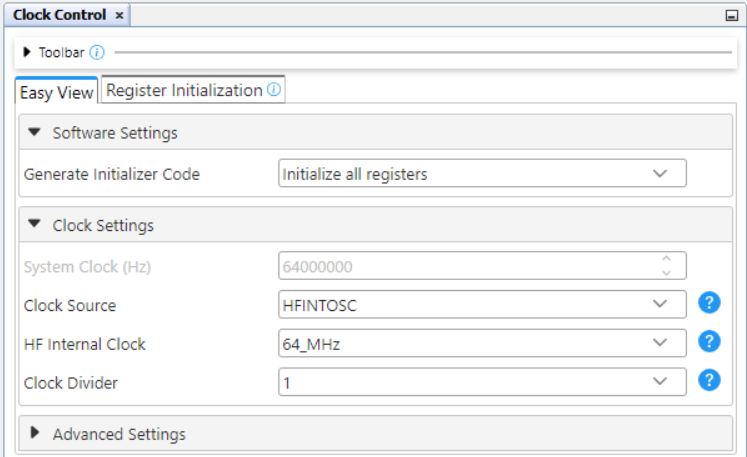 Clock Control ×
Toolbar
Easy View
Register Initialization
Software Settings
Generate Initializer Code
Initialize all registers
Clock Settings
System Clock (Hz)
64000000
Clock Source
HFINTOSC
?
HF Internal Clock
64_MHz
?
Clock Divider
1
?
Advanced Settings